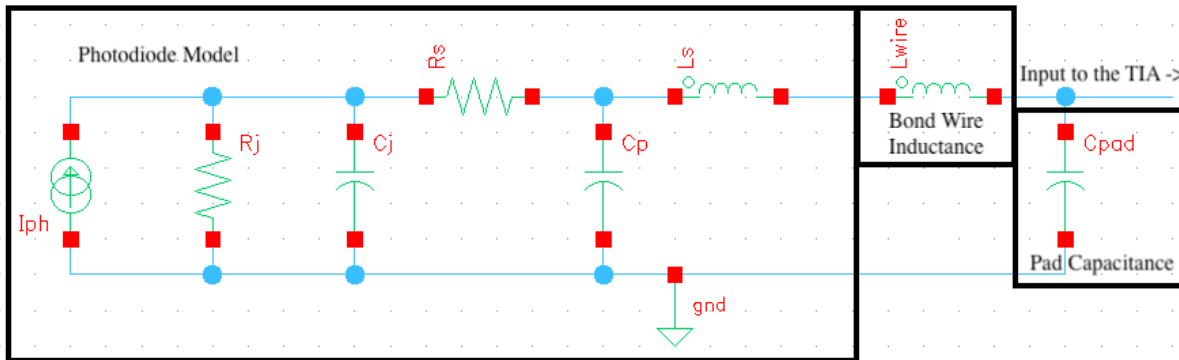 Photodiode Model
Rs
Ls
Lwire
Input to the TIA ->
Rj
Cj
Cp
Bond Wire
Inductance
Cpad
Iph
Pad Capacitance
gnd